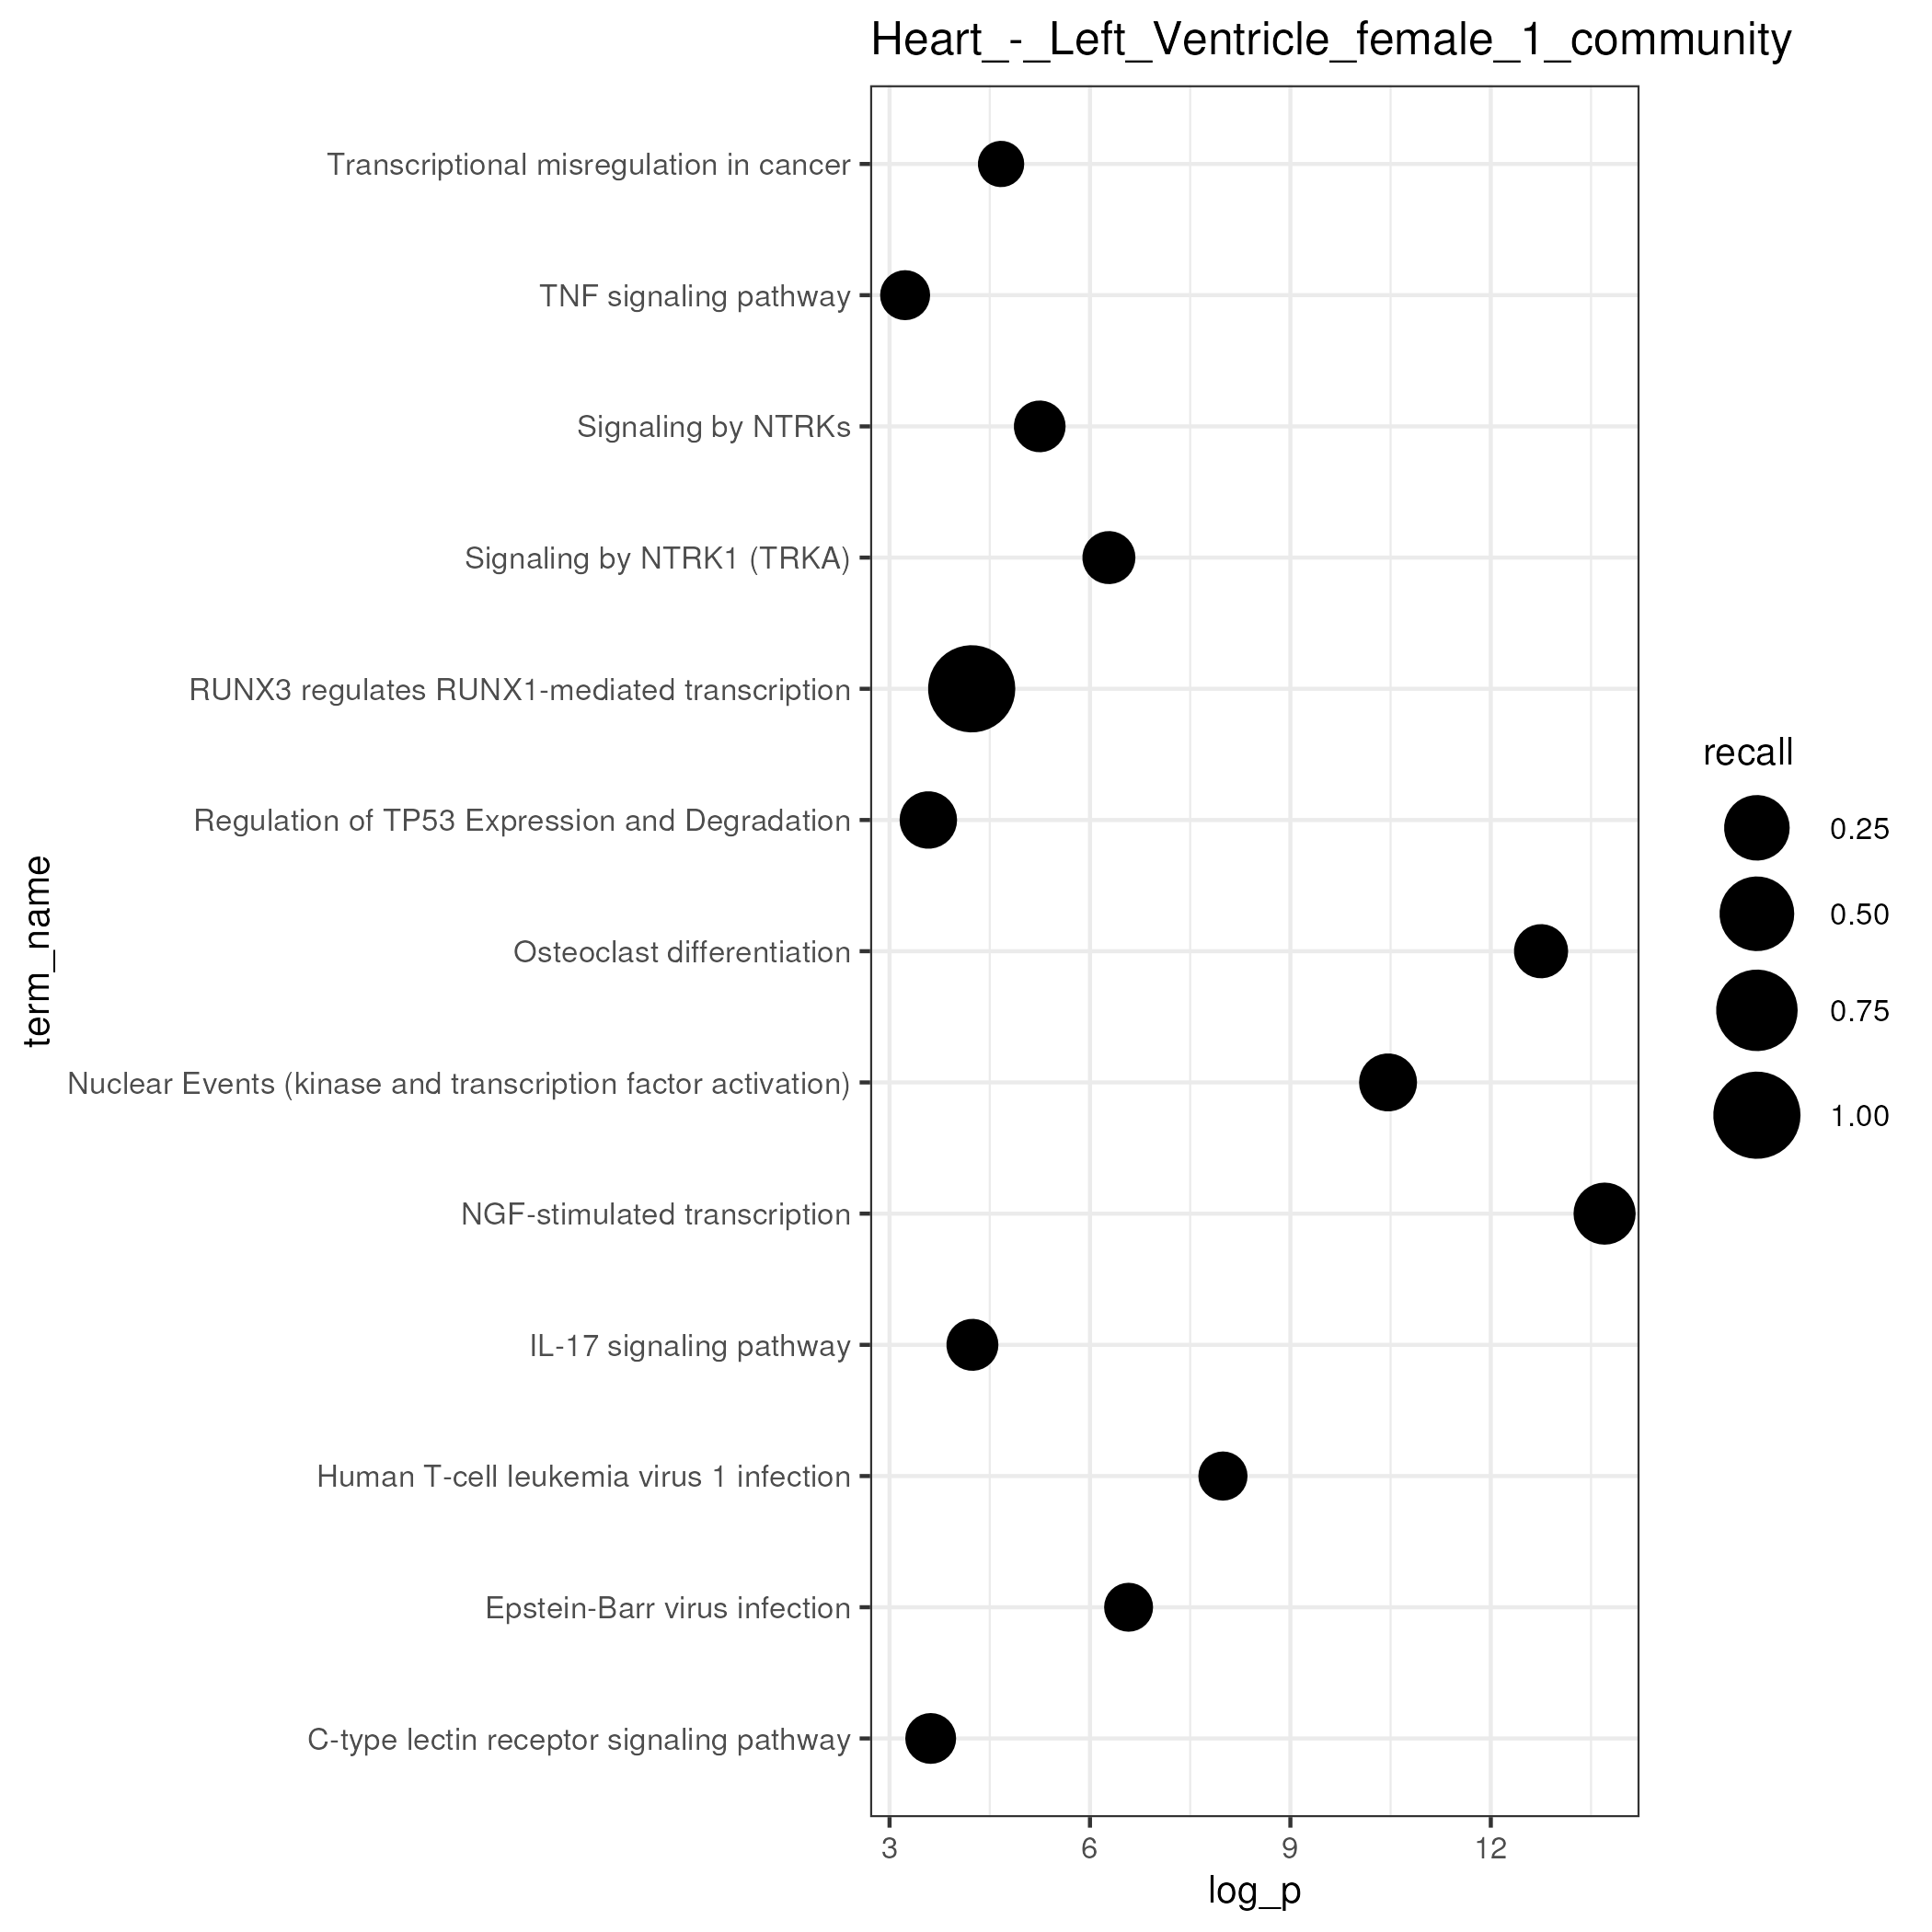 Heart_-_Left_Ventricle_female_1_community
Transcriptional misregulation in cancer
TNF signaling pathway
Signaling by NTRKs
Signaling by NTRK1 (TRKA)
RUNX3 regulates RUNX1-mediated transcription
Regulation of TP53 Expression and Degradation
Osteoclast differentiation
Nuclear Events (kinase and transcription factor activation)
NGF-stimulated transcription
IL-17 signaling pathway
Human T-cell leukemia virus 1 infection
Epstein-Barr virus infection
C-type lectin receptor signaling pathway
term_name
3 6 9 12
log_p
recall
0.25
0.50
0.75
1.00